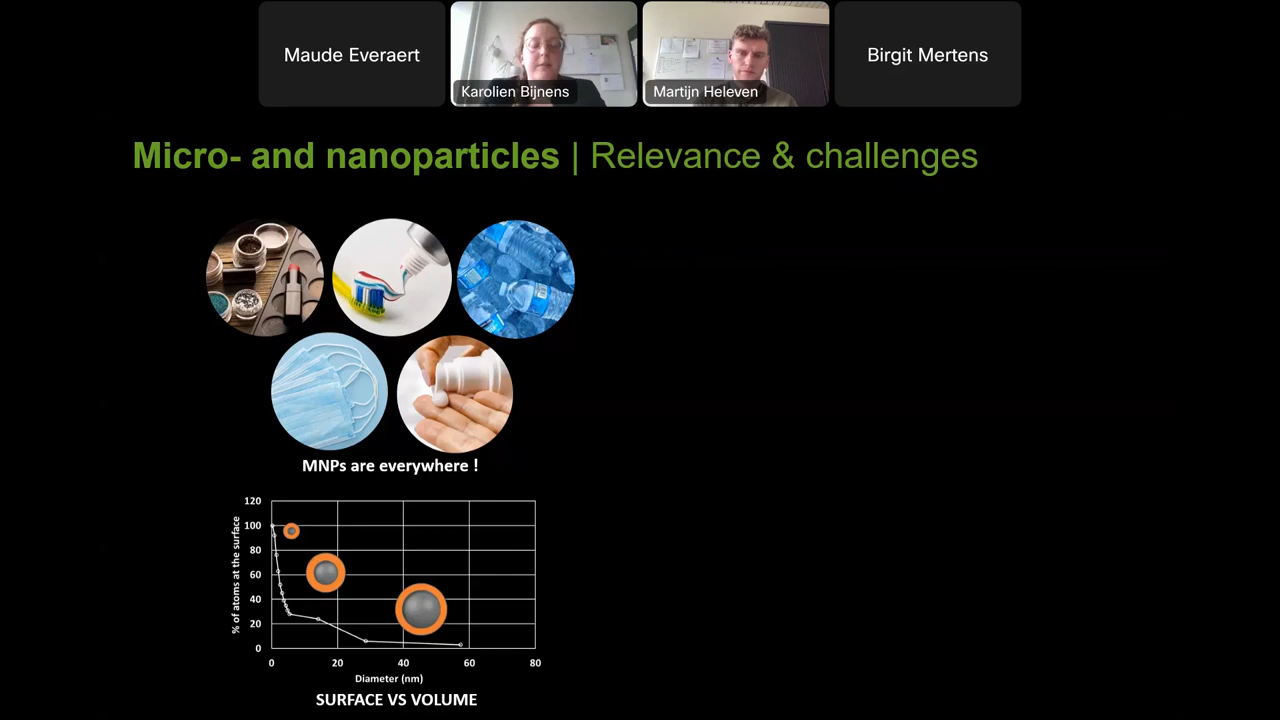 Maude Everaert
Karolien Bijnens
Martijn Heleven
Birgit Mertens
Micro- and nanoparticles | Relevance & challenges
MNPs are everywhere !
% of atoms at the surface
120
100
80
60
40
20
0
0 20 40 60 80
Diameter (nm)
SURFACE VS VOLUME